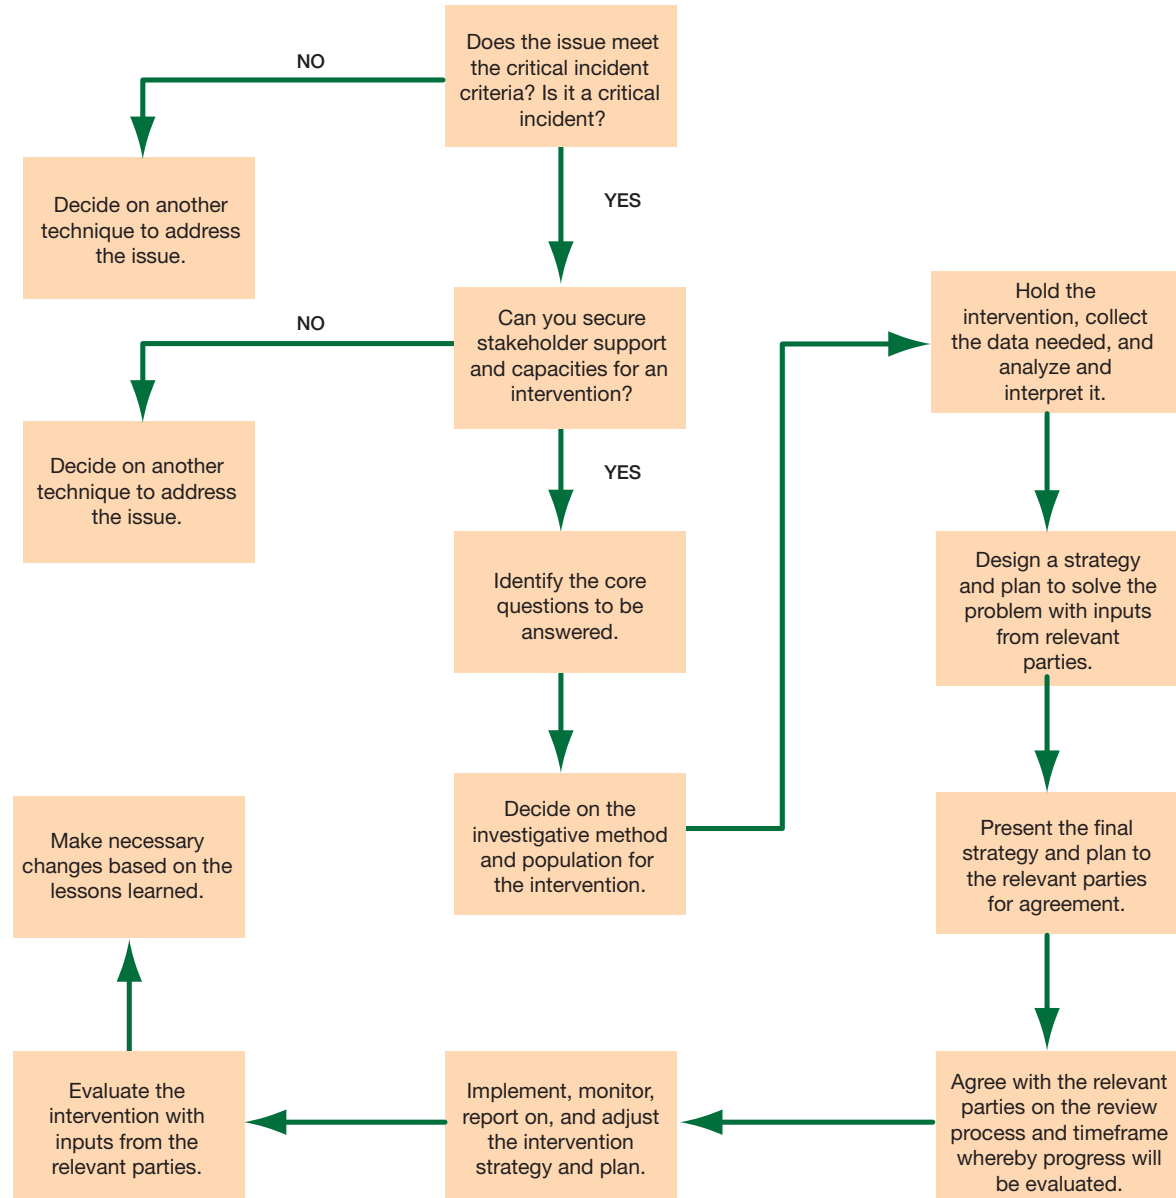 Does the issue meet
the critical incident
criteria? Is it a critical
incident?
NO
Decide on another
technique to address
the issue.
YES
Can you secure
stakeholder support
and capacities for an
intervention?
NO
Decide on another
technique to address
the issue.
YES
Identify the core
questions to be
answered.
Decide on the
investigative method
and population for
the intervention.
Hold the
intervention, collect
the data needed, and
analyze and
interpret it.
Design a strategy
and plan to solve the
problem with inputs
from relevant
parties.
Present the final
strategy and plan to
the relevant parties
for agreement.
Agree with the relevant
parties on the review
process and timeframe
whereby progress will
be evaluated.
Implement, monitor,
report on, and adjust
the intervention
strategy and plan.
Evaluate the
intervention with
inputs from the
relevant parties.
Make necessary
changes based on the
lessons learned.